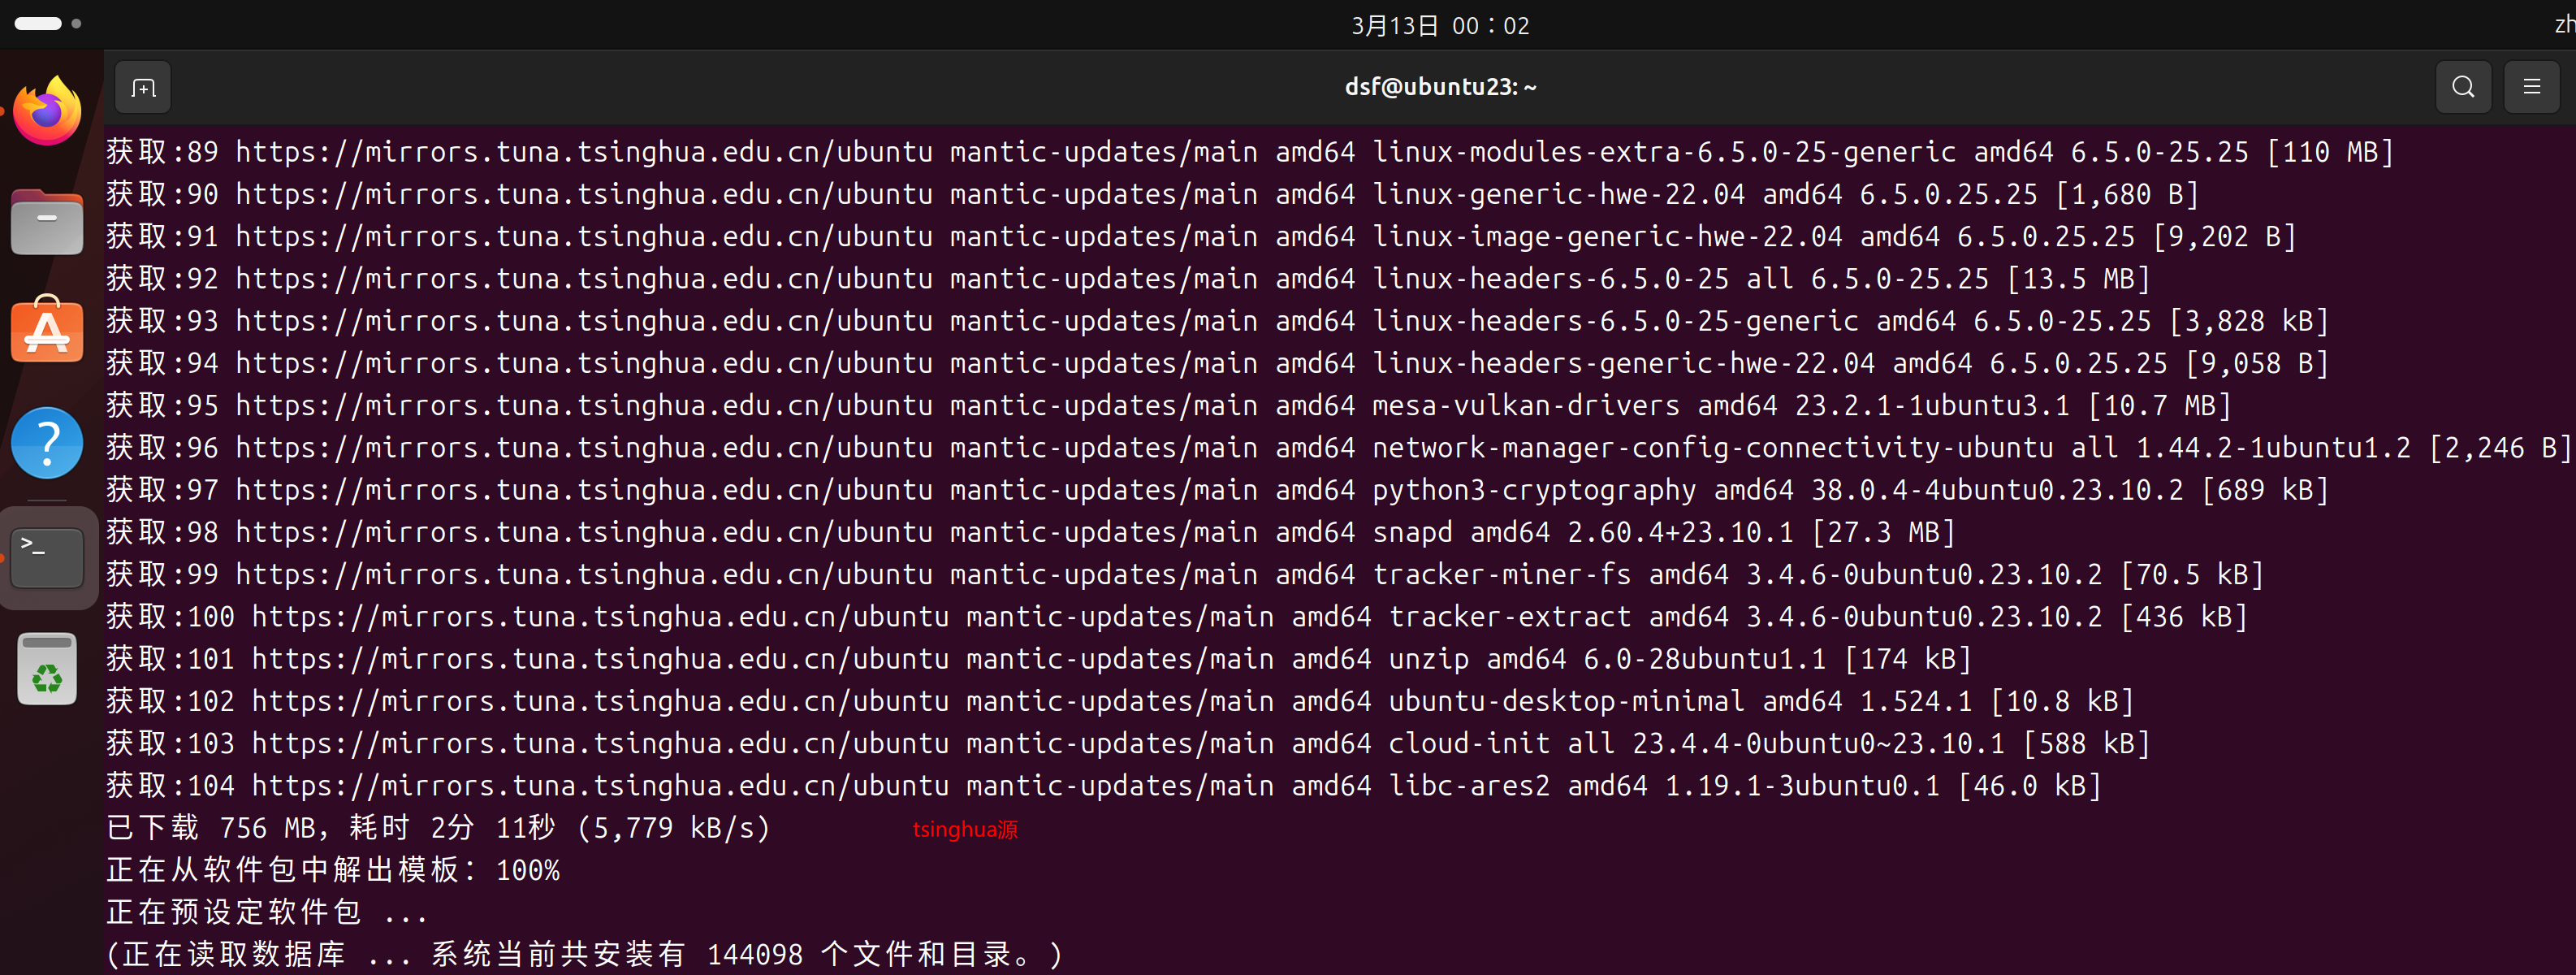 3月13日 00：02
zh
dsf@ubuntu23: ~
获取:89 https://mirrors.tuna.tsinghua.edu.cn/ubuntu mantic-updates/main amd64 linux-modules-extra-6.5.0-25-generic amd64 6.5.0-25.25 [110 MB]
获取:90 https://mirrors.tuna.tsinghua.edu.cn/ubuntu mantic-updates/main amd64 linux-generic-hwe-22.04 amd64 6.5.0.25.25 [1,680 B]
获取:91 https://mirrors.tuna.tsinghua.edu.cn/ubuntu mantic-updates/main amd64 linux-image-generic-hwe-22.04 amd64 6.5.0.25.25 [9,202 B]
获取:92 https://mirrors.tuna.tsinghua.edu.cn/ubuntu mantic-updates/main amd64 linux-headers-6.5.0-25 all 6.5.0-25.25 [13.5 MB]
获取:93 https://mirrors.tuna.tsinghua.edu.cn/ubuntu mantic-updates/main amd64 linux-headers-6.5.0-25-generic amd64 6.5.0-25.25 [3,828 kB]
获取:94 https://mirrors.tuna.tsinghua.edu.cn/ubuntu mantic-updates/main amd64 linux-headers-generic-hwe-22.04 amd64 6.5.0.25.25 [9,058 B]
获取:95 https://mirrors.tuna.tsinghua.edu.cn/ubuntu mantic-updates/main amd64 mesa-vulkan-drivers amd64 23.2.1-1ubuntu3.1 [10.7 MB]
获取:96 https://mirrors.tuna.tsinghua.edu.cn/ubuntu mantic-updates/main amd64 network-manager-config-connectivity-ubuntu all 1.44.2-1ubuntu1.2 [2,246 B]
获取:97 https://mirrors.tuna.tsinghua.edu.cn/ubuntu mantic-updates/main amd64 python3-cryptography amd64 38.0.4-4ubuntu0.23.10.2 [689 kB]
获取:98 https://mirrors.tuna.tsinghua.edu.cn/ubuntu mantic-updates/main amd64 snapd amd64 2.60.4+23.10.1 [27.3 MB]
获取:99 https://mirrors.tuna.tsinghua.edu.cn/ubuntu mantic-updates/main amd64 tracker-miner-fs amd64 3.4.6-0ubuntu0.23.10.2 [70.5 kB]
获取:100 https://mirrors.tuna.tsinghua.edu.cn/ubuntu mantic-updates/main amd64 tracker-extract amd64 3.4.6-0ubuntu0.23.10.2 [436 kB]
获取:101 https://mirrors.tuna.tsinghua.edu.cn/ubuntu mantic-updates/main amd64 unzip amd64 6.0-28ubuntu1.1 [174 kB]
获取:102 https://mirrors.tuna.tsinghua.edu.cn/ubuntu mantic-updates/main amd64 ubuntu-desktop-minimal amd64 1.524.1 [10.8 kB]
获取:103 https://mirrors.tuna.tsinghua.edu.cn/ubuntu mantic-updates/main amd64 cloud-init all 23.4.4-0ubuntu0~23.10.1 [588 kB]
获取:104 https://mirrors.tuna.tsinghua.edu.cn/ubuntu mantic-updates/main amd64 libc-ares2 amd64 1.19.1-3ubuntu0.1 [46.0 kB]
已下载 756 MB，耗时 2分 11秒 (5,779 kB/s) tsinghua源
正在从软件包中解出模板：100%
正在预设定软件包 ...
(正在读取数据库 ... 系统当前共安装有 144098 个文件和目录。)